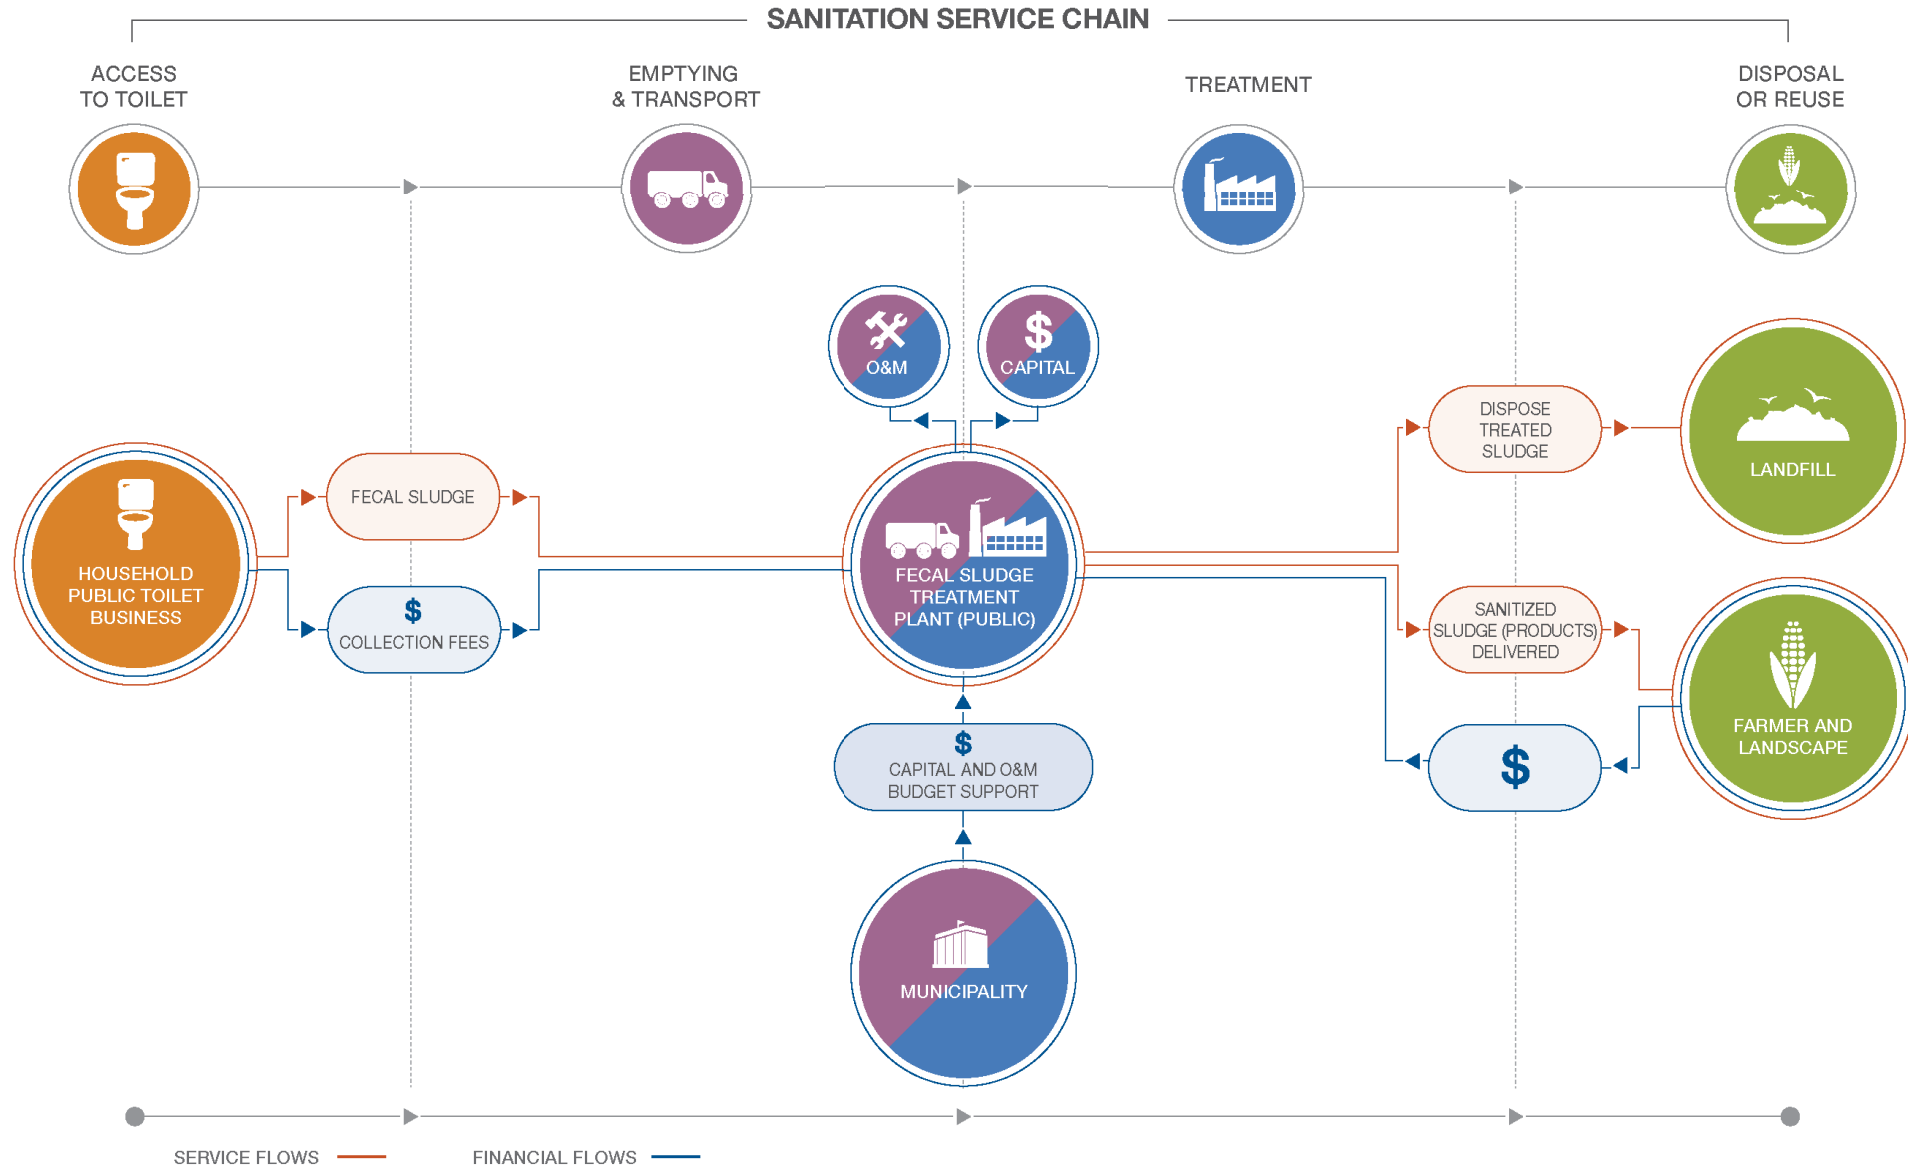 SANITATION SERVICE CHAIN
ACCESS
TO TOILET
EMPTYING
& TRANSPORT
TREATMENT
DISPOSAL
OR REUSE
O&M
$
CAPITAL
HOUSEHOLD
PUBLIC TOILET
BUSINESS
FECAL SLUDGE
$
COLLECTION FEES
FECAL SLUDGE
TREATMENT
PLANT (PUBLIC)
$
CAPITAL AND O&M
BUDGET SUPPORT
MUNICIPALITY
DISPOSE
TREATED
SLUDGE
LANDFILL
SANITIZED
SLUDGE (PRODUCTS)
DELIVERED
$
FARMER AND
LANDSCAPE
SERVICE FLOWS
FINANCIAL FLOWS